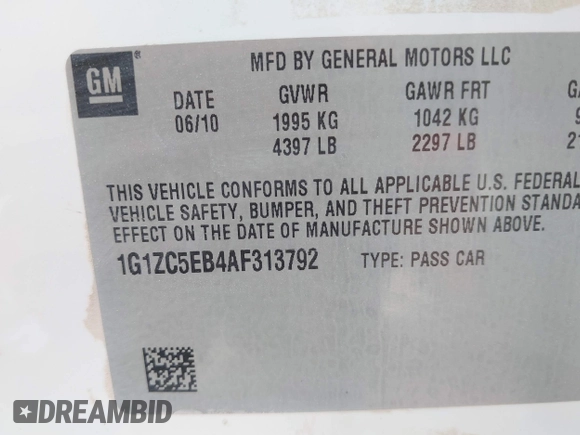 GM ®
MFD BY GENERAL MOTORS LLC
DATE GVWR GAWR FRT
06/10 1995 KG 1042 KG
4397 LB 2297 LB
THIS VEHICLE CONFORMS TO ALL APPLICABLE U.S. FEDERAL
VEHICLE SAFETY, BUMPER, AND THEFT PREVENTION
EFFECT ON THE DATE OF MANUFACTURE SHOWN ABOVE.
1G1ZC5EB4AF313792 TYPE: PASS CAR
DREAMBID